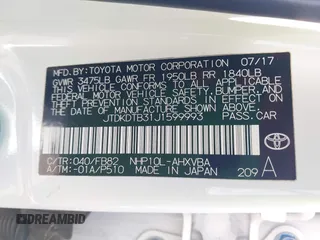 MFD. BY: TOYOTA MOTOR CORPORATION 07/17
GVWR 3475LB GAWR FR 1950LB RR 1840LB
THIS VEHICLE CONFORMS TO ALL APPLICABLE
FEDERAL MOTOR VEHICLE SAFETY, BUMPER, AND
THEFT PREVENTION STANDARDS IN EFFECT ON
THE DATE OF MANUFACTURE SHOWN ABOVE.
JTDKDTB31J1599993 PASS.CAR
TOYOTA
C/TR:040/FB82 NHP10L-AHXVBA
A/TM:-01A/P510 MADE IN JAPAN 209
A
DREAMBID